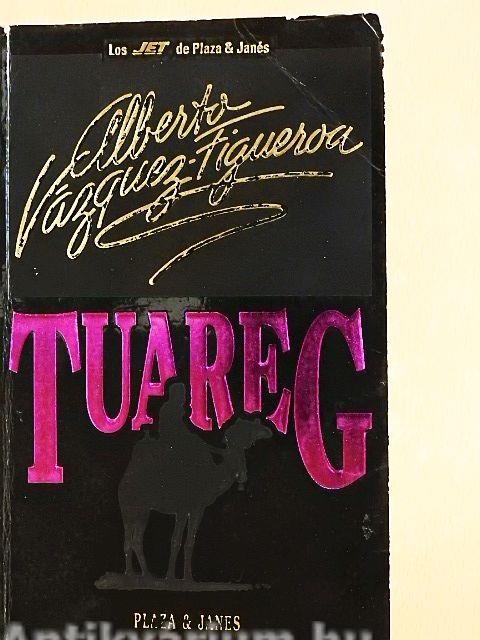 Los JET de Plaza & Janés
Alberto
Vázquez-Figueroa
TUAREG
PLAZA & JANES